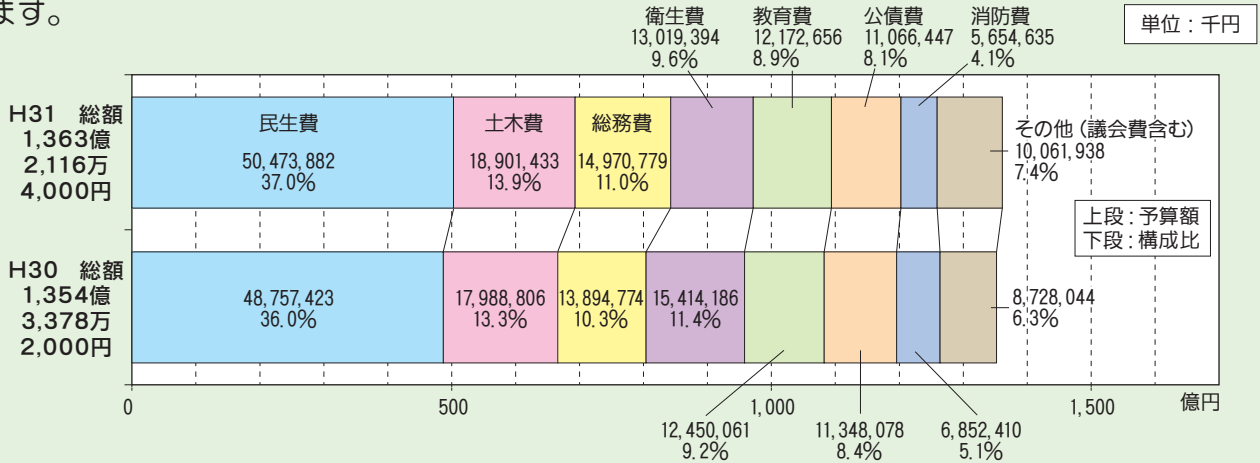 ます。
単位：千円
衛生費
13,019,394
9.6%
教育費
12,172,656
8.9%
公債費
11,066,447
8.1%
消防費
5,654,635
4.1%
H31 総額
1,363億
2,116万
4,000円
民生費
50,473,882
37.0%
土木費
18,901,433
13.9%
総務費
14,970,779
11.0%
その他（議会費含む）
10,061,938
7.4%
上段：予算額
下段：構成比
H30 総額
1,354億
3,378万
2,000円
48,757,423
36.0%
17,988,806
13.3%
13,894,774
10.3%
15,414,186
11.4%
8,728,044
6.3%
0
500
1,000
1,500
億円
12,450,061
9.2%
11,348,078
8.4%
6,852,410
5.1%